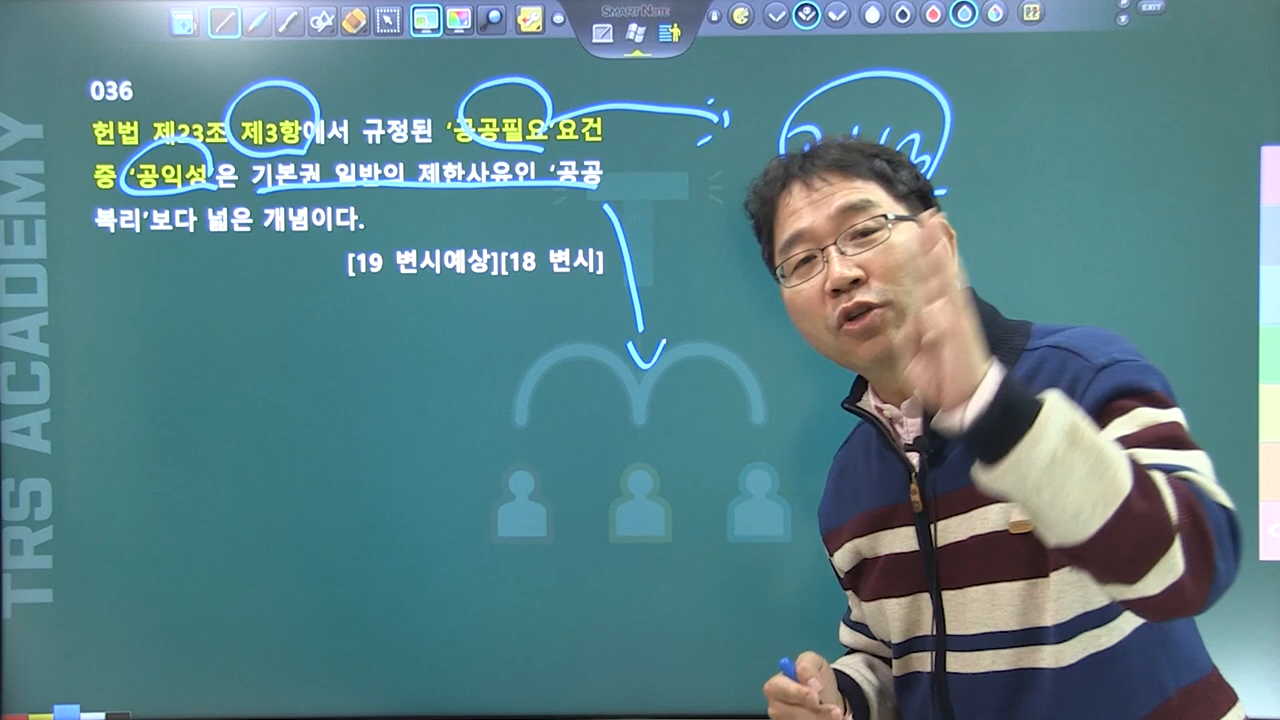 SMARTNOTE
EXIT
036
헌법 제23조 제3항에서 규정된 ‘공공필요’요건
중 ‘공익성’은 기본권 일반의 제한사유인 ‘공공
복리’보다 넓은 개념이다.
[19 변시예상][18 변시]
TRS ACADEMY